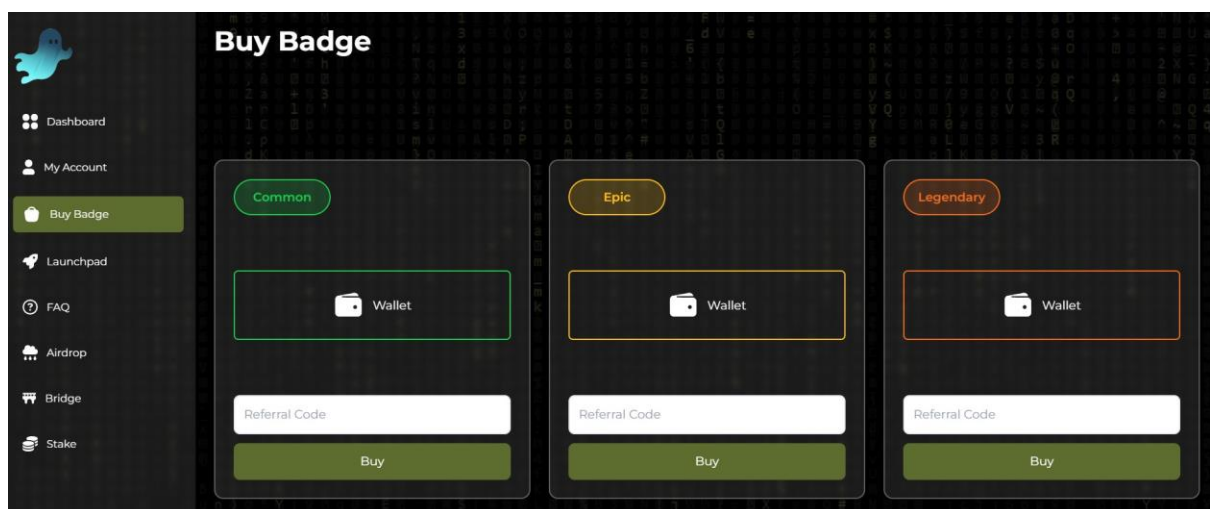 Buy Badge
Dashboard
My Account
Buy Badge
Launchpad
FAQ
Airdrop
Bridge
Stake
Common
Wallet
Referral Code
Buy
Epic
Wallet
Referral Code
Buy
Legendary
Wallet
Referral Code
Buy